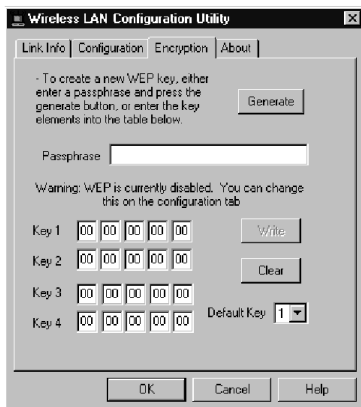 Wireless LAN Configuration Utility
Link Info Configuration Encryption About
- To create a new WEP key, either
enter a passphrase and press the
generate button, or enter the key
elements into the table below.
Generate
Passphrase
Warning: WEP is currently disabled. You can change
this on the configuration tab
Key 1 00 00 00 00 00 Write
Key 2 00 00 00 00 00
Clear
Key 3 00 00 00 00 00
Default Key 1
Key 4 00 00 00 00 00
OK Cancel Help